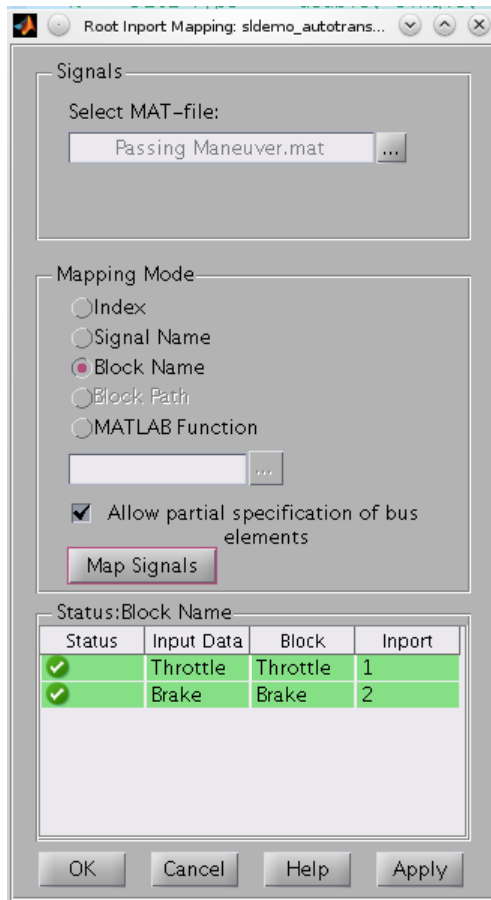 Root Inport Mapping: sldemo_autotrans...
Signals
Select MAT-file:
Passing Maneuver.mat ...
Mapping Mode
Index
Signal Name
Block Name
Block Path
MATLAB Function
...
Allow partial specification of bus
elements
Map Signals
Status:Block Name
Status Input Data Block Inport
Throttle Throttle 1
Brake Brake 2
OK Cancel Help Apply